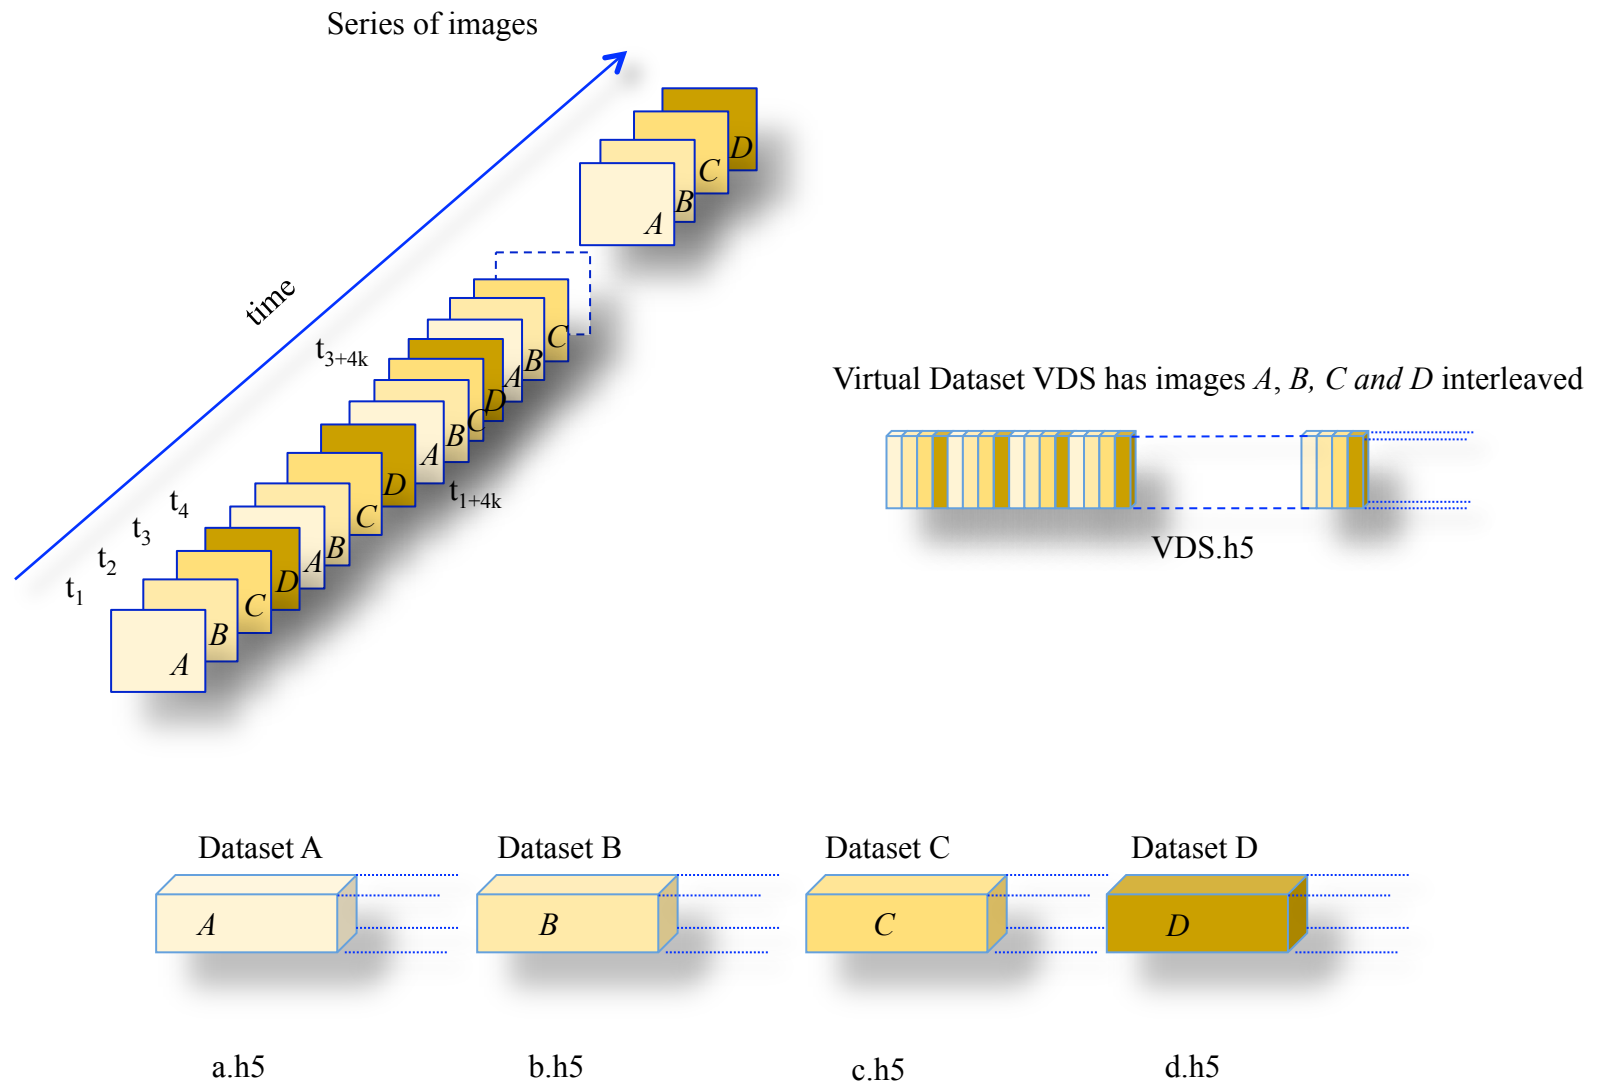 Series of images
time
D
C
B
A
C
B
A
D
C
B
A
D
C
B
A
D
C
B
A
t3+4k
t1+4k
t4
t3
t2
t1
Virtual Dataset VDS has images A, B, C and D interleaved
VDS.h5
Dataset A Dataset B Dataset C Dataset D
A B C D
a.h5 b.h5 c.h5 d.h5